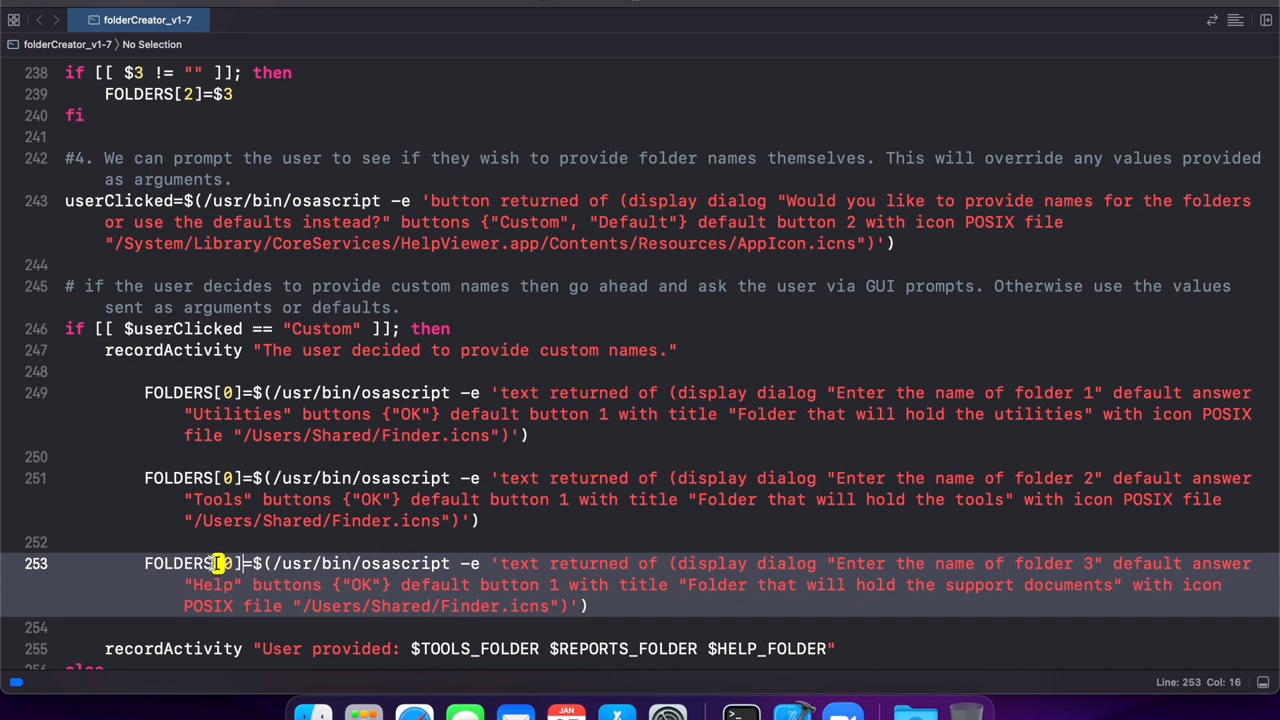 folderCreator_v1-7
folderCreator_v1-7 〉 No Selection
238 if [[ $3 != "" ]]; then
239 FOLDERS[2]=$3
240 fi
241
242 #4. We can prompt the user to see if they wish to provide folder names themselves. This will override any values provided
as arguments.
243 userClicked=$(/usr/bin/osascript -e 'button returned of (display dialog "Would you like to provide names for the folders
or use the defaults instead?" buttons {"Custom", "Default"} default button 2 with icon POSIX file
"/System/Library/CoreServices/HelpViewer.app/Contents/Resources/AppIcon.icns")')
244
245 # if the user decides to provide custom names then go ahead and ask the user via GUI prompts. Otherwise use the values
sent as arguments or defaults.
246 if [[ $userClicked == "Custom" ]]; then
247 recordActivity "The user decided to provide custom names."
248
249 FOLDERS[0]=$(/usr/bin/osascript -e 'text returned of (display dialog "Enter the name of folder 1" default answer
"Utilities" buttons {"OK"} default button 1 with title "Folder that will hold the utilities" with icon POSIX
file "/Users/Shared/Finder.icns")')
250
251 FOLDERS[0]=$(/usr/bin/osascript -e 'text returned of (display dialog "Enter the name of folder 2" default answer
"Tools" buttons {"OK"} default button 1 with title "Folder that will hold the tools" with icon POSIX file
"/Users/Shared/Finder.icns")')
252
253 FOLDERS[0]=$(/usr/bin/osascript -e 'text returned of (display dialog "Enter the name of folder 3" default answer
"Help" buttons {"OK"} default button 1 with title "Folder that will hold the support documents" with icon
POSIX file "/Users/Shared/Finder.icns")')
254
255 recordActivity "User provided: $TOOLS_FOLDER $REPORTS_FOLDER $HELP_FOLDER"
256 else
Line: 253 Col: 16
JAN